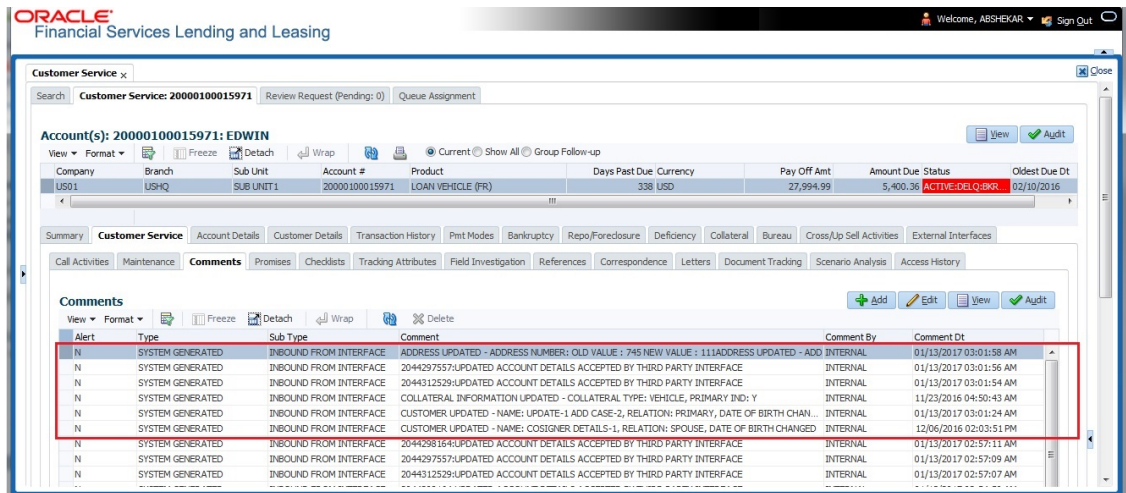 ORACLE®
Financial Services Lending and Leasing
Welcome, ABSHEKAR Sign Out
Customer Service x
Close
Search Customer Service: 20000100015971 Review Request (Pending: 0) Queue Assignment
Account(s): 20000100015971: EDWIN
View Audit
View Format Freeze Detach Wrap Current Show All Group Follow-up
Company Branch Sub Unit Account # Product Days Past Due Currency Pay Off Amt Amount Due Status Oldest Due Dt
US01 USHQ SUB UNIT1 20000100015971 LOAN VEHICLE (FR) 338 USD 27,994.99 5,400.36 ACTIVE:DELQ:BKR... 02/10/2016
Summary Customer Service Account Details Customer Details Transaction History Pmt Modes Bankruptcy Repo/Foreclosure Deficiency Collateral Bureau Cross/Up Sell Activities External Interfaces
Call Activities Maintenance Comments Promises Checklists Tracking Attributes Field Investigation References Correspondence Letters Document Tracking Scenario Analysis Access History
Comments
Add Edit View Audit
View Format Freeze Detach Wrap Delete
Alert Type Sub Type Comment Comment By Comment Dt
N SYSTEM GENERATED INBOUND FROM INTERFACE ADDRESS UPDATED - ADDRESS NUMBER: OLD VALUE : 745 NEW VALUE : 111ADDRESS UPDATED - ADD INTERNAL 01/13/2017 03:01:58 AM
N SYSTEM GENERATED INBOUND FROM INTERFACE 2044297557:UPDATED ACCOUNT DETAILS ACCEPTED BY THIRD PARTY INTERFACE INTERNAL 01/13/2017 03:01:56 AM
N SYSTEM GENERATED INBOUND FROM INTERFACE 2044312529:UPDATED ACCOUNT DETAILS ACCEPTED BY THIRD PARTY INTERFACE INTERNAL 01/13/2017 03:01:54 AM
N SYSTEM GENERATED INBOUND FROM INTERFACE COLLATERAL INFORMATION UPDATED - COLLATERAL TYPE: VEHICLE, PRIMARY IND: Y INTERNAL 11/23/2016 04:50:43 AM
N SYSTEM GENERATED INBOUND FROM INTERFACE CUSTOMER UPDATED - NAME: UPDATE-1 ADD CASE-2, RELATION: PRIMARY, DATE OF BIRTH CHAN... INTERNAL 01/13/2017 03:01:24 AM
N SYSTEM GENERATED INBOUND FROM INTERFACE CUSTOMER UPDATED - NAME: COSIGNER DETAILS-1, RELATION: SPOUSE, DATE OF BIRTH CHANGED INTERNAL 12/06/2016 02:03:51 PM
N SYSTEM GENERATED INBOUND FROM INTERFACE 2044298164:UPDATED ACCOUNT DETAILS ACCEPTED BY THIRD PARTY INTERFACE INTERNAL 01/13/2017 02:57:11 AM
N SYSTEM GENERATED INBOUND FROM INTERFACE 2044297557:UPDATED ACCOUNT DETAILS ACCEPTED BY THIRD PARTY INTERFACE INTERNAL 01/13/2017 02:57:09 AM
N SYSTEM GENERATED INBOUND FROM INTERFACE 2044312529:UPDATED ACCOUNT DETAILS ACCEPTED BY THIRD PARTY INTERFACE INTERNAL 01/13/2017 02:57:07 AM